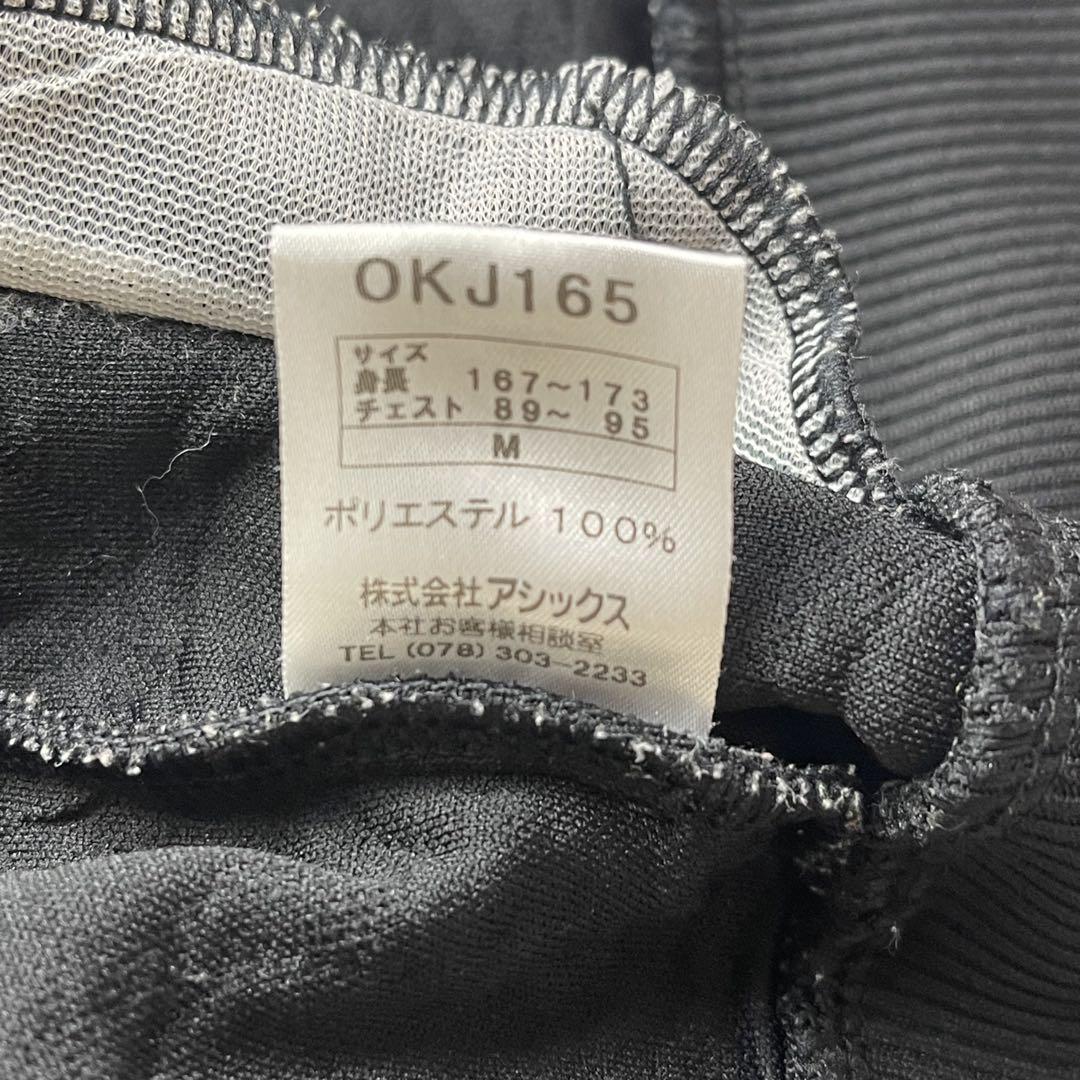 OKJ165
サイズ
身長 167～173
チェスト 89～ 95
M
ポリエステル 100%
株式会社アシックス
本社お客様相談室
TEL (078) 303-2233